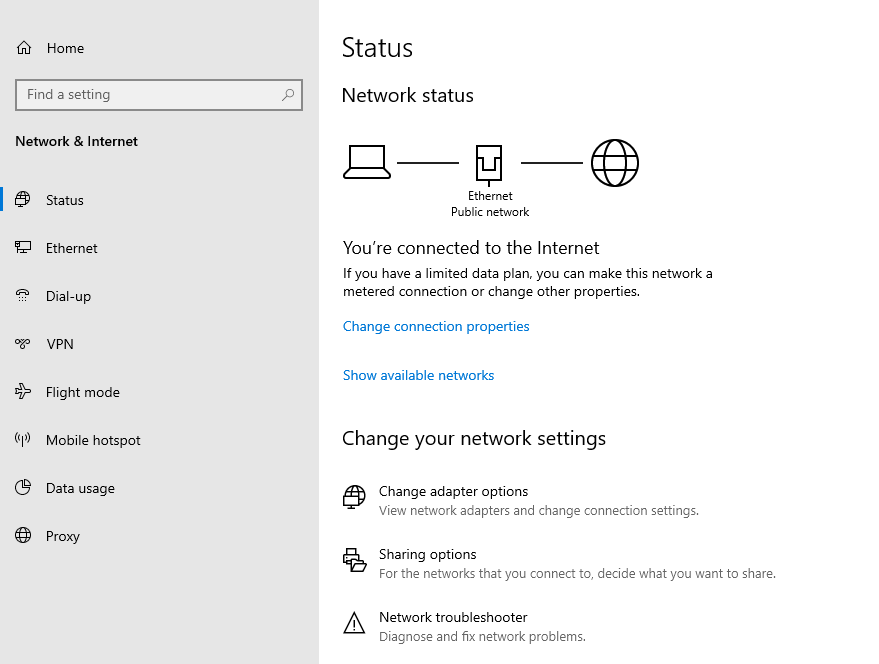 Home
Find a setting
Network & Internet
Status
Ethernet
Dial-up
VPN
Flight mode
Mobile hotspot
Data usage
Proxy
Status
Network status
Ethernet
Public network
You're connected to the Internet
If you have a limited data plan, you can make this network a
metered connection or change other properties.
Change connection properties
Show available networks
Change your network settings
Change adapter options
View network adapters and change connection settings.
Sharing options
For the networks that you connect to, decide what you want to share.
Network troubleshooter
Diagnose and fix network problems.